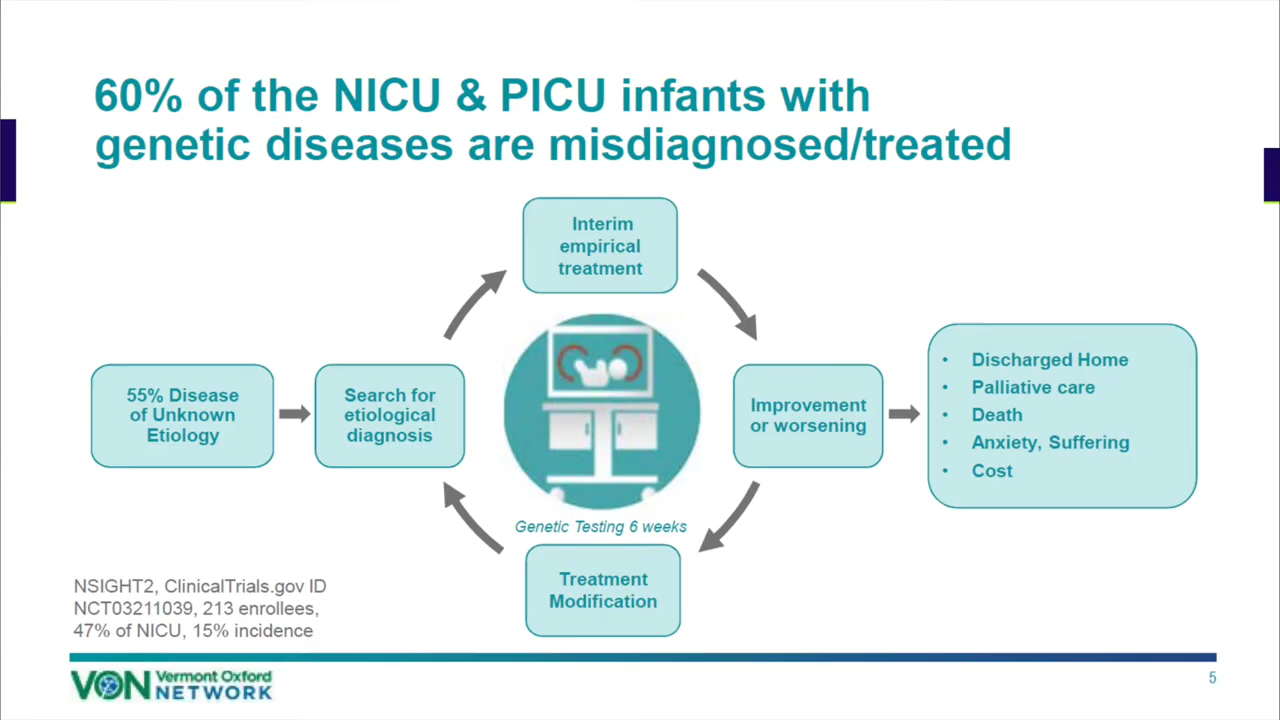 60% of the NICU & PICU infants with
genetic diseases are misdiagnosed/treated
Interim
empirical
treatment
55% Disease
of Unknown
Etiology
Search for
etiological
diagnosis
Improvement
or worsening
• Discharged Home
• Palliative care
• Death
• Anxiety, Suffering
• Cost
Genetic Testing 6 weeks
Treatment
Modification
NSIGHT2, ClinicalTrials.gov ID
NCT03211039, 213 enrollees,
47% of NICU, 15% incidence
VON Vermont Oxford
NETWORK
5